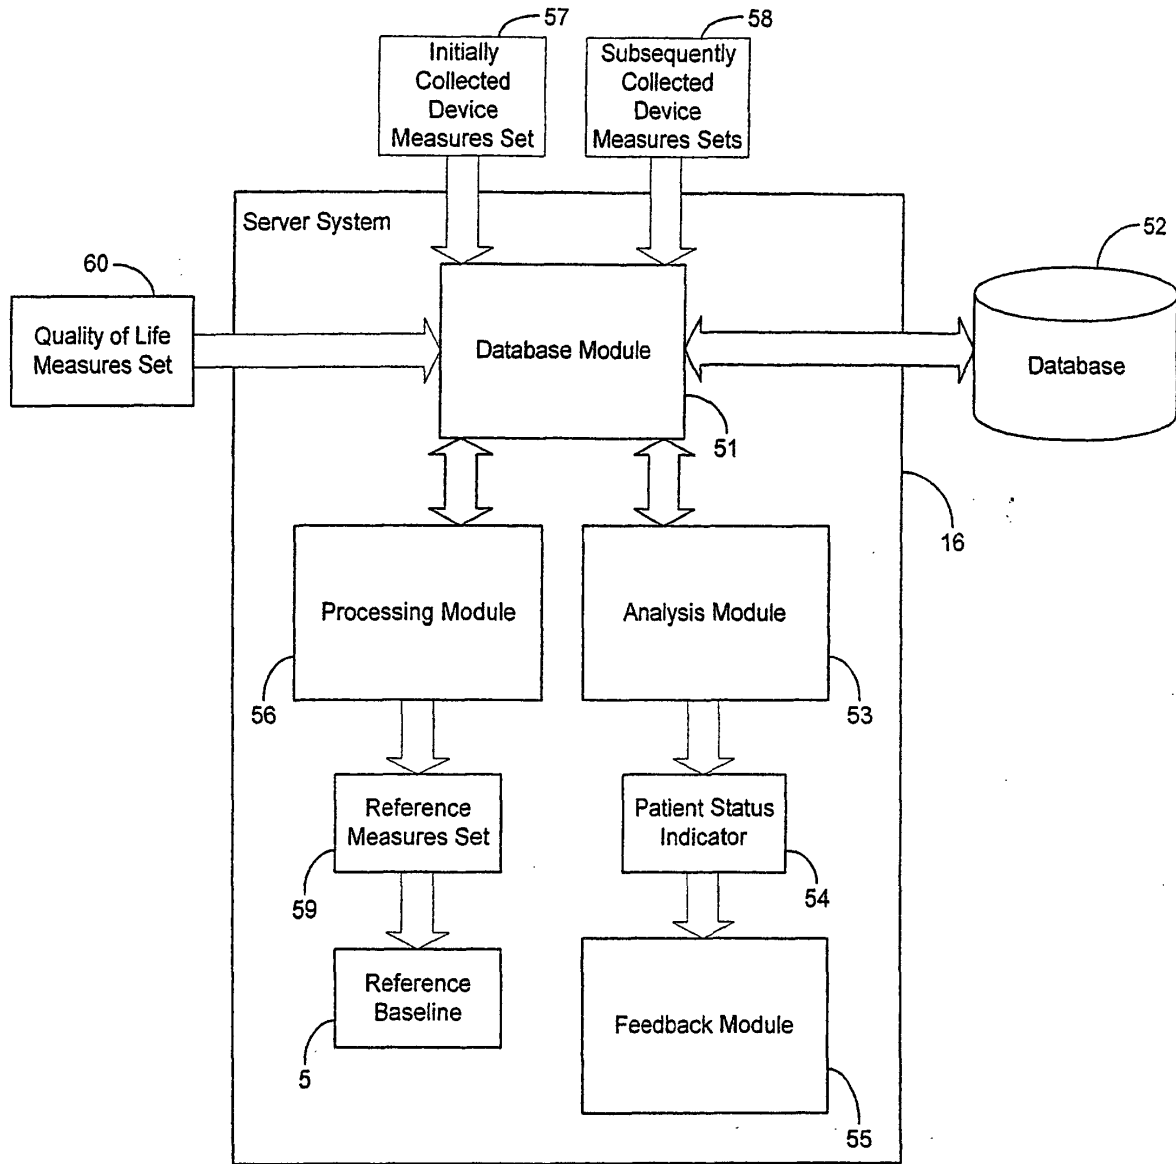 57
58
Initially
Collected
Device
Measures Set
Subsequently
Collected
Device
Measures Sets
Server System
60
52
Quality of Life
Measures Set
Database Module
Database
51
16
Processing Module
Analysis Module
56
53
Reference
Measures Set
Patient Status
Indicator
59
54
Reference
Baseline
Feedback Module
5
55